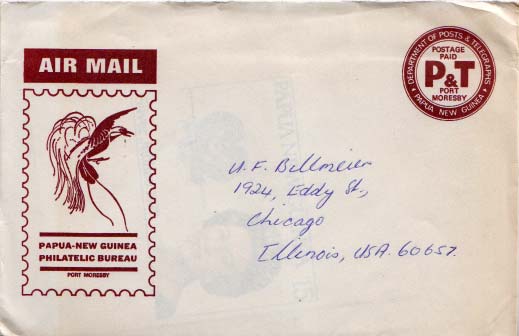 AIR MAIL
PAPUA-NEW GUINEA
PHILATELIC BUREAU
PORT MORESBY
DEPARTMENT OF POSTS & TELEGRAPHS
POSTAGE
PAID
P&T
PORT
MORESBY
PAPUA NEW GUINEA
U.F. Billmeier
1924, Eddy St.,
Chicago
Illinois, USA. 60657.